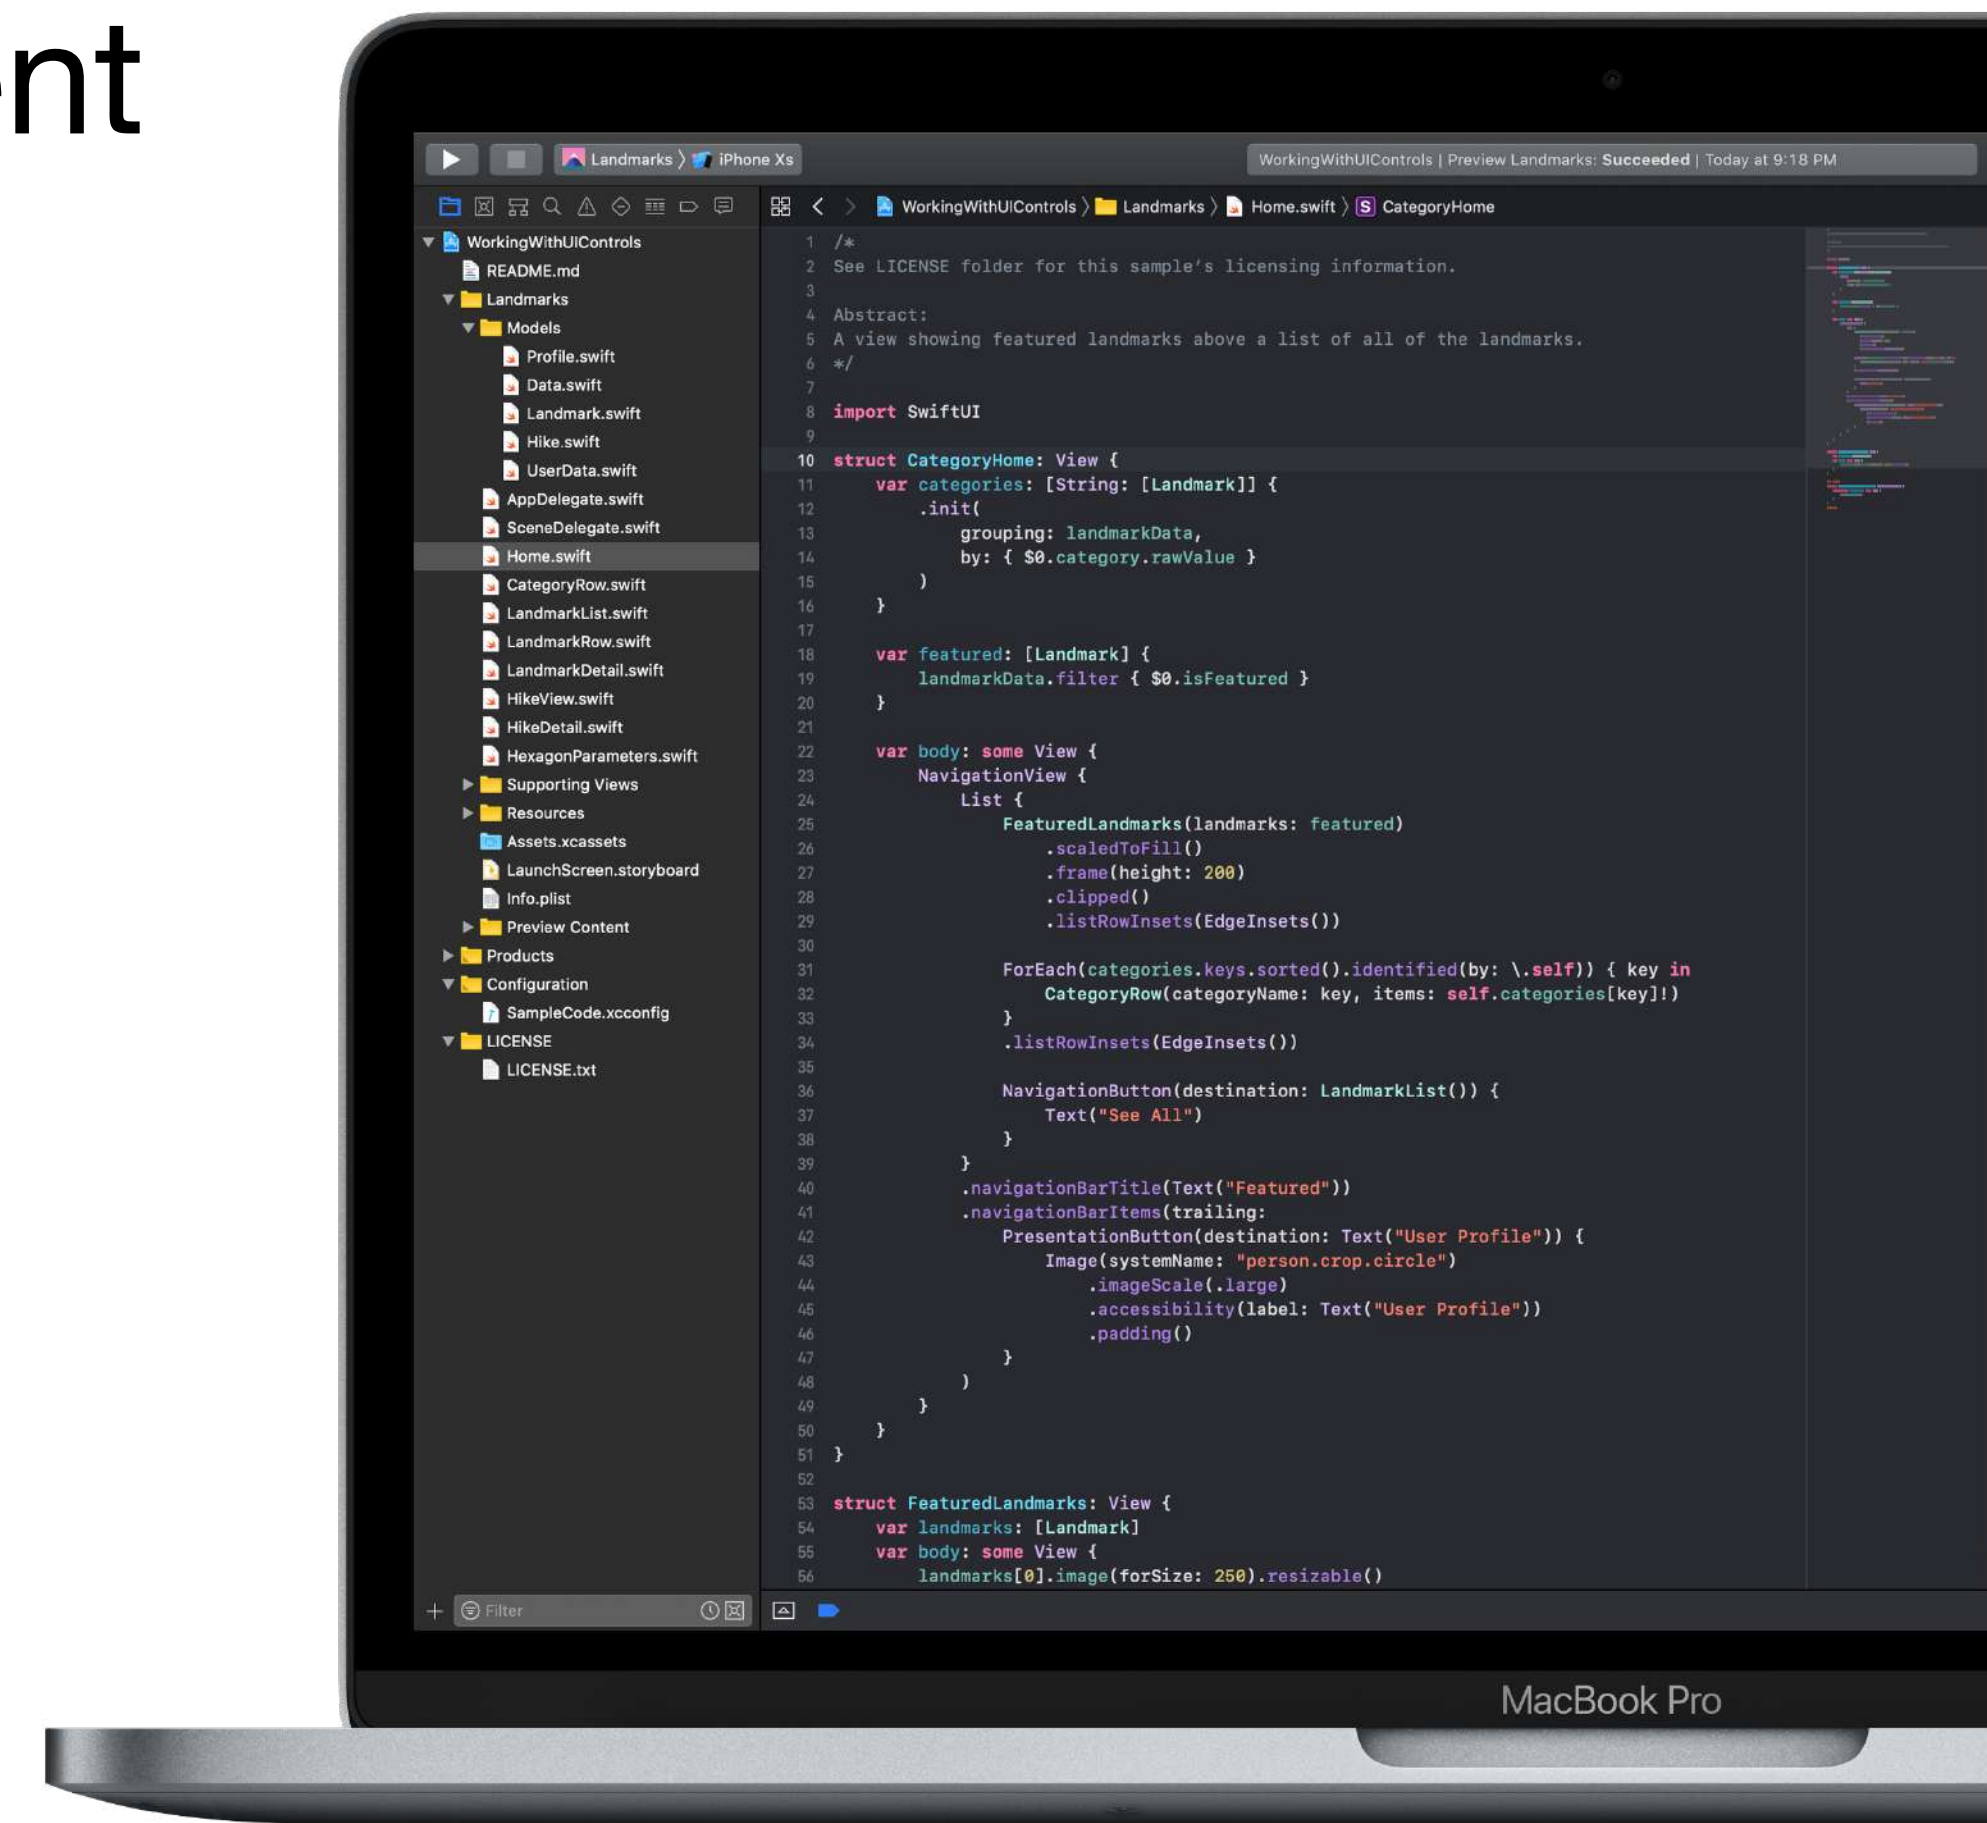 ent
Landmarks 〉 iPhone Xs
WorkingWithUIControls | Preview Landmarks: Succeeded | Today at 9:18 PM
WorkingWithUIControls 〉 Landmarks 〉 Home.swift 〉 S CategoryHome
WorkingWithUIControls
README.md
Landmarks
Models
Profile.swift
Data.swift
Landmark.swift
Hike.swift
UserData.swift
AppDelegate.swift
SceneDelegate.swift
Home.swift
CategoryRow.swift
LandmarkList.swift
LandmarkRow.swift
LandmarkDetail.swift
HikeView.swift
HikeDetail.swift
HexagonParameters.swift
Supporting Views
Resources
Assets.xcassets
LaunchScreen.storyboard
Info.plist
Preview Content
Products
Configuration
SampleCode.xcconfig
LICENSE
LICENSE.txt
Filter
1 /*
2 See LICENSE folder for this sample’s licensing information.
3
4 Abstract:
5 A view showing featured landmarks above a list of all of the landmarks.
6 */
7
8 import SwiftUI
9
10 struct CategoryHome: View {
11     var categories: [String: [Landmark]] {
12         .init(
13             grouping: landmarkData,
14             by: { $0.category.rawValue }
15         )
16     }
17
18     var featured: [Landmark] {
19         landmarkData.filter { $0.isFeatured }
20     }
21
22     var body: some View {
23         NavigationView {
24             List {
25                 FeaturedLandmarks(landmarks: featured)
26                     .scaledToFill()
27                     .frame(height: 200)
28                     .clipped()
29                     .listRowInsets(EdgeInsets())
30
31                 ForEach(categories.keys.sorted().identified(by: \.self)) { key in
32                     CategoryRow(categoryName: key, items: self.categories[key]!)
33                 }
34                 .listRowInsets(EdgeInsets())
35
36                 NavigationButton(destination: LandmarkList()) {
37                     Text("See All")
38                 }
39             }
40             .navigationBarTitle(Text("Featured"))
41             .navigationBarItems(trailing:
42                 PresentationButton(destination: Text("User Profile")) {
43                     Image(systemName: "person.crop.circle")
44                         .imageScale(.large)
45                         .accessibility(label: Text("User Profile"))
46                         .padding()
47                 }
48             )
49         }
50     }
51 }
52
53 struct FeaturedLandmarks: View {
54     var landmarks: [Landmark]
55     var body: some View {
56         landmarks[0].image(forSize: 250).resizable()
MacBook Pro